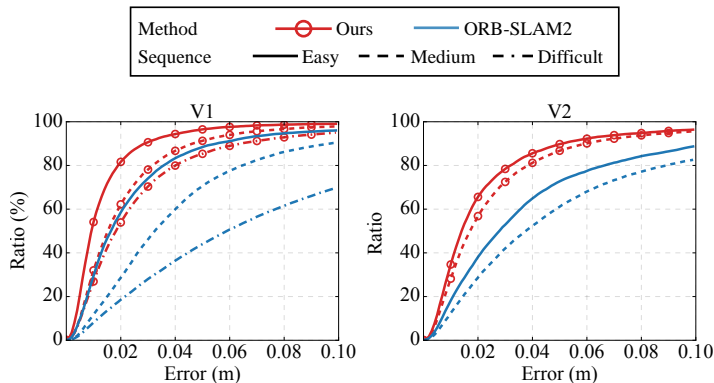 Method Ours ORB-SLAM2
Sequence Easy Medium Difficult
V1 V2
100 100
80 80
60 60
40 40
20 20
0 0
0.02 0.04 0.06 0.08 0.10 0.02 0.04 0.06 0.08 0.10
Ratio (%) Ratio
Error (m) Error (m)